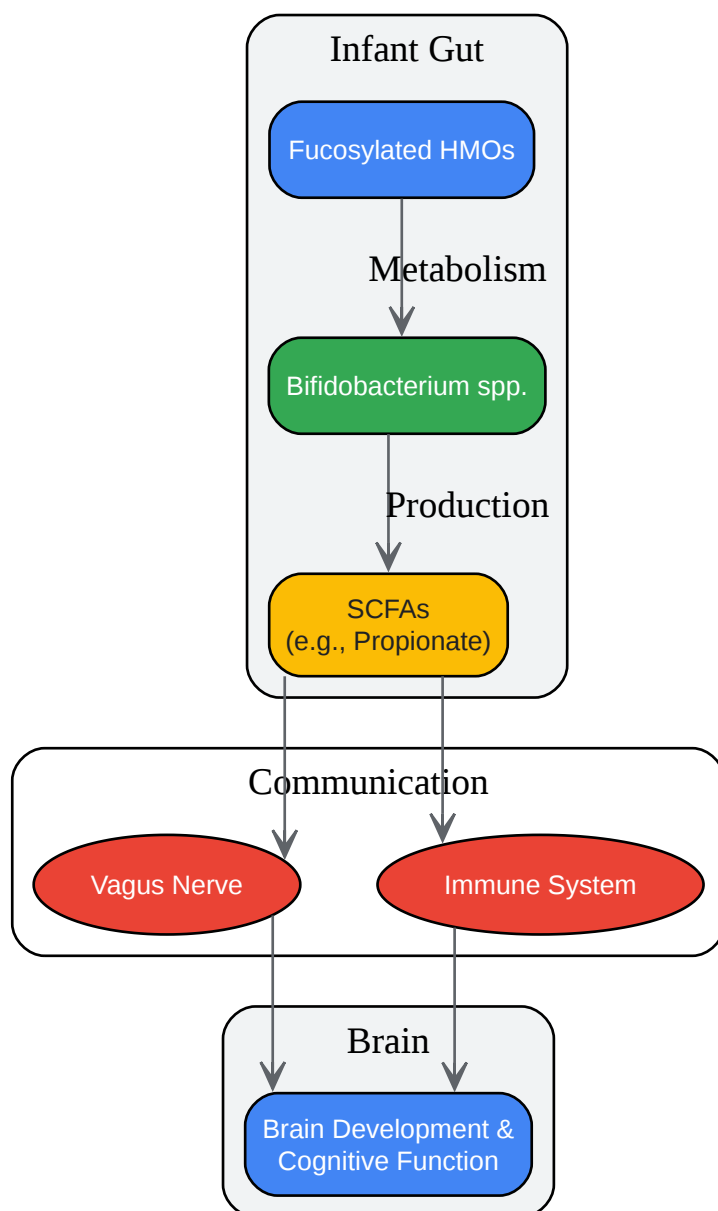 Infant Gut
Fucosylated HMOs
Metabolism
Bifidobacterium spp.
Production
SCFAs
(e.g., Propionate)
Communication
Vagus Nerve
Immune System
Brain
Brain Development &
Cognitive Function